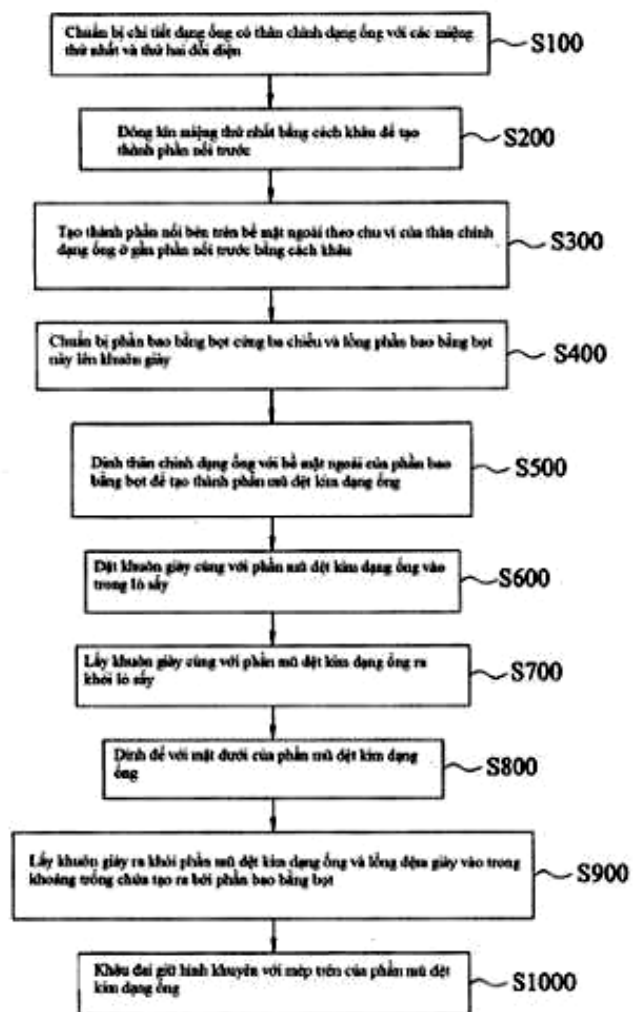 Chuẩn bị chi tiết dạng ống có thân chính dạng ống với các miệng
thứ nhất và thứ hai đối diện
S100
Đóng kín miệng thứ nhất bằng cách khâu để tạo
thành phần nối trước
S200
Tạo thành phần nối bên trên bề mặt ngoài theo chu vi của thân chính
dạng ống ở gần phần nối trước bằng cách khâu
S300
Chuẩn bị phần bao bằng bọt cứng ba chiều và lồng phần bao bằng bọt
này lên khuôn giày
S400
Dính thân chính dạng ống với bề mặt ngoài của phần bao
bằng bọt để tạo thành phần mũ dệt kim dạng ống
S500
Đặt khuôn giày cùng với phần mũ dệt kim dạng ống vào
trong lò sấy
S600
Lấy khuôn giày cùng với phần mũ dệt kim dạng ống ra
khỏi lò sấy
S700
Dính đế với mặt dưới của phần mũ dệt kim dạng
ống
S800
Lấy khuôn giày ra khỏi phần mũ dệt kim dạng ống và lồng đệm giày vào trong
khoảng trống chứa tạo ra bởi phần bao bằng bọt
S900
Khâu đai giữ hình khuyên với mép trên của phần mũ dệt
kim dạng ống
S1000